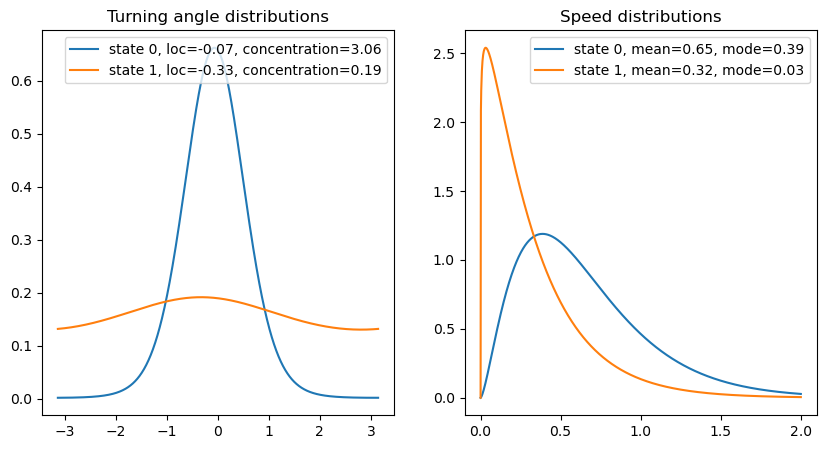 Turning angle distributions
state 0, loc=-0.07, concentration=3.06
state 1, loc=-0.33, concentration=0.19
0.6
0.5
0.4
0.3
0.2
0.1
0.0
−3 −2 −1 0 1 2 3
Speed distributions
state 0, mean=0.65, mode=0.39
state 1, mean=0.32, mode=0.03
2.5
2.0
1.5
1.0
0.5
0.0
0.0 0.5 1.0 1.5 2.0